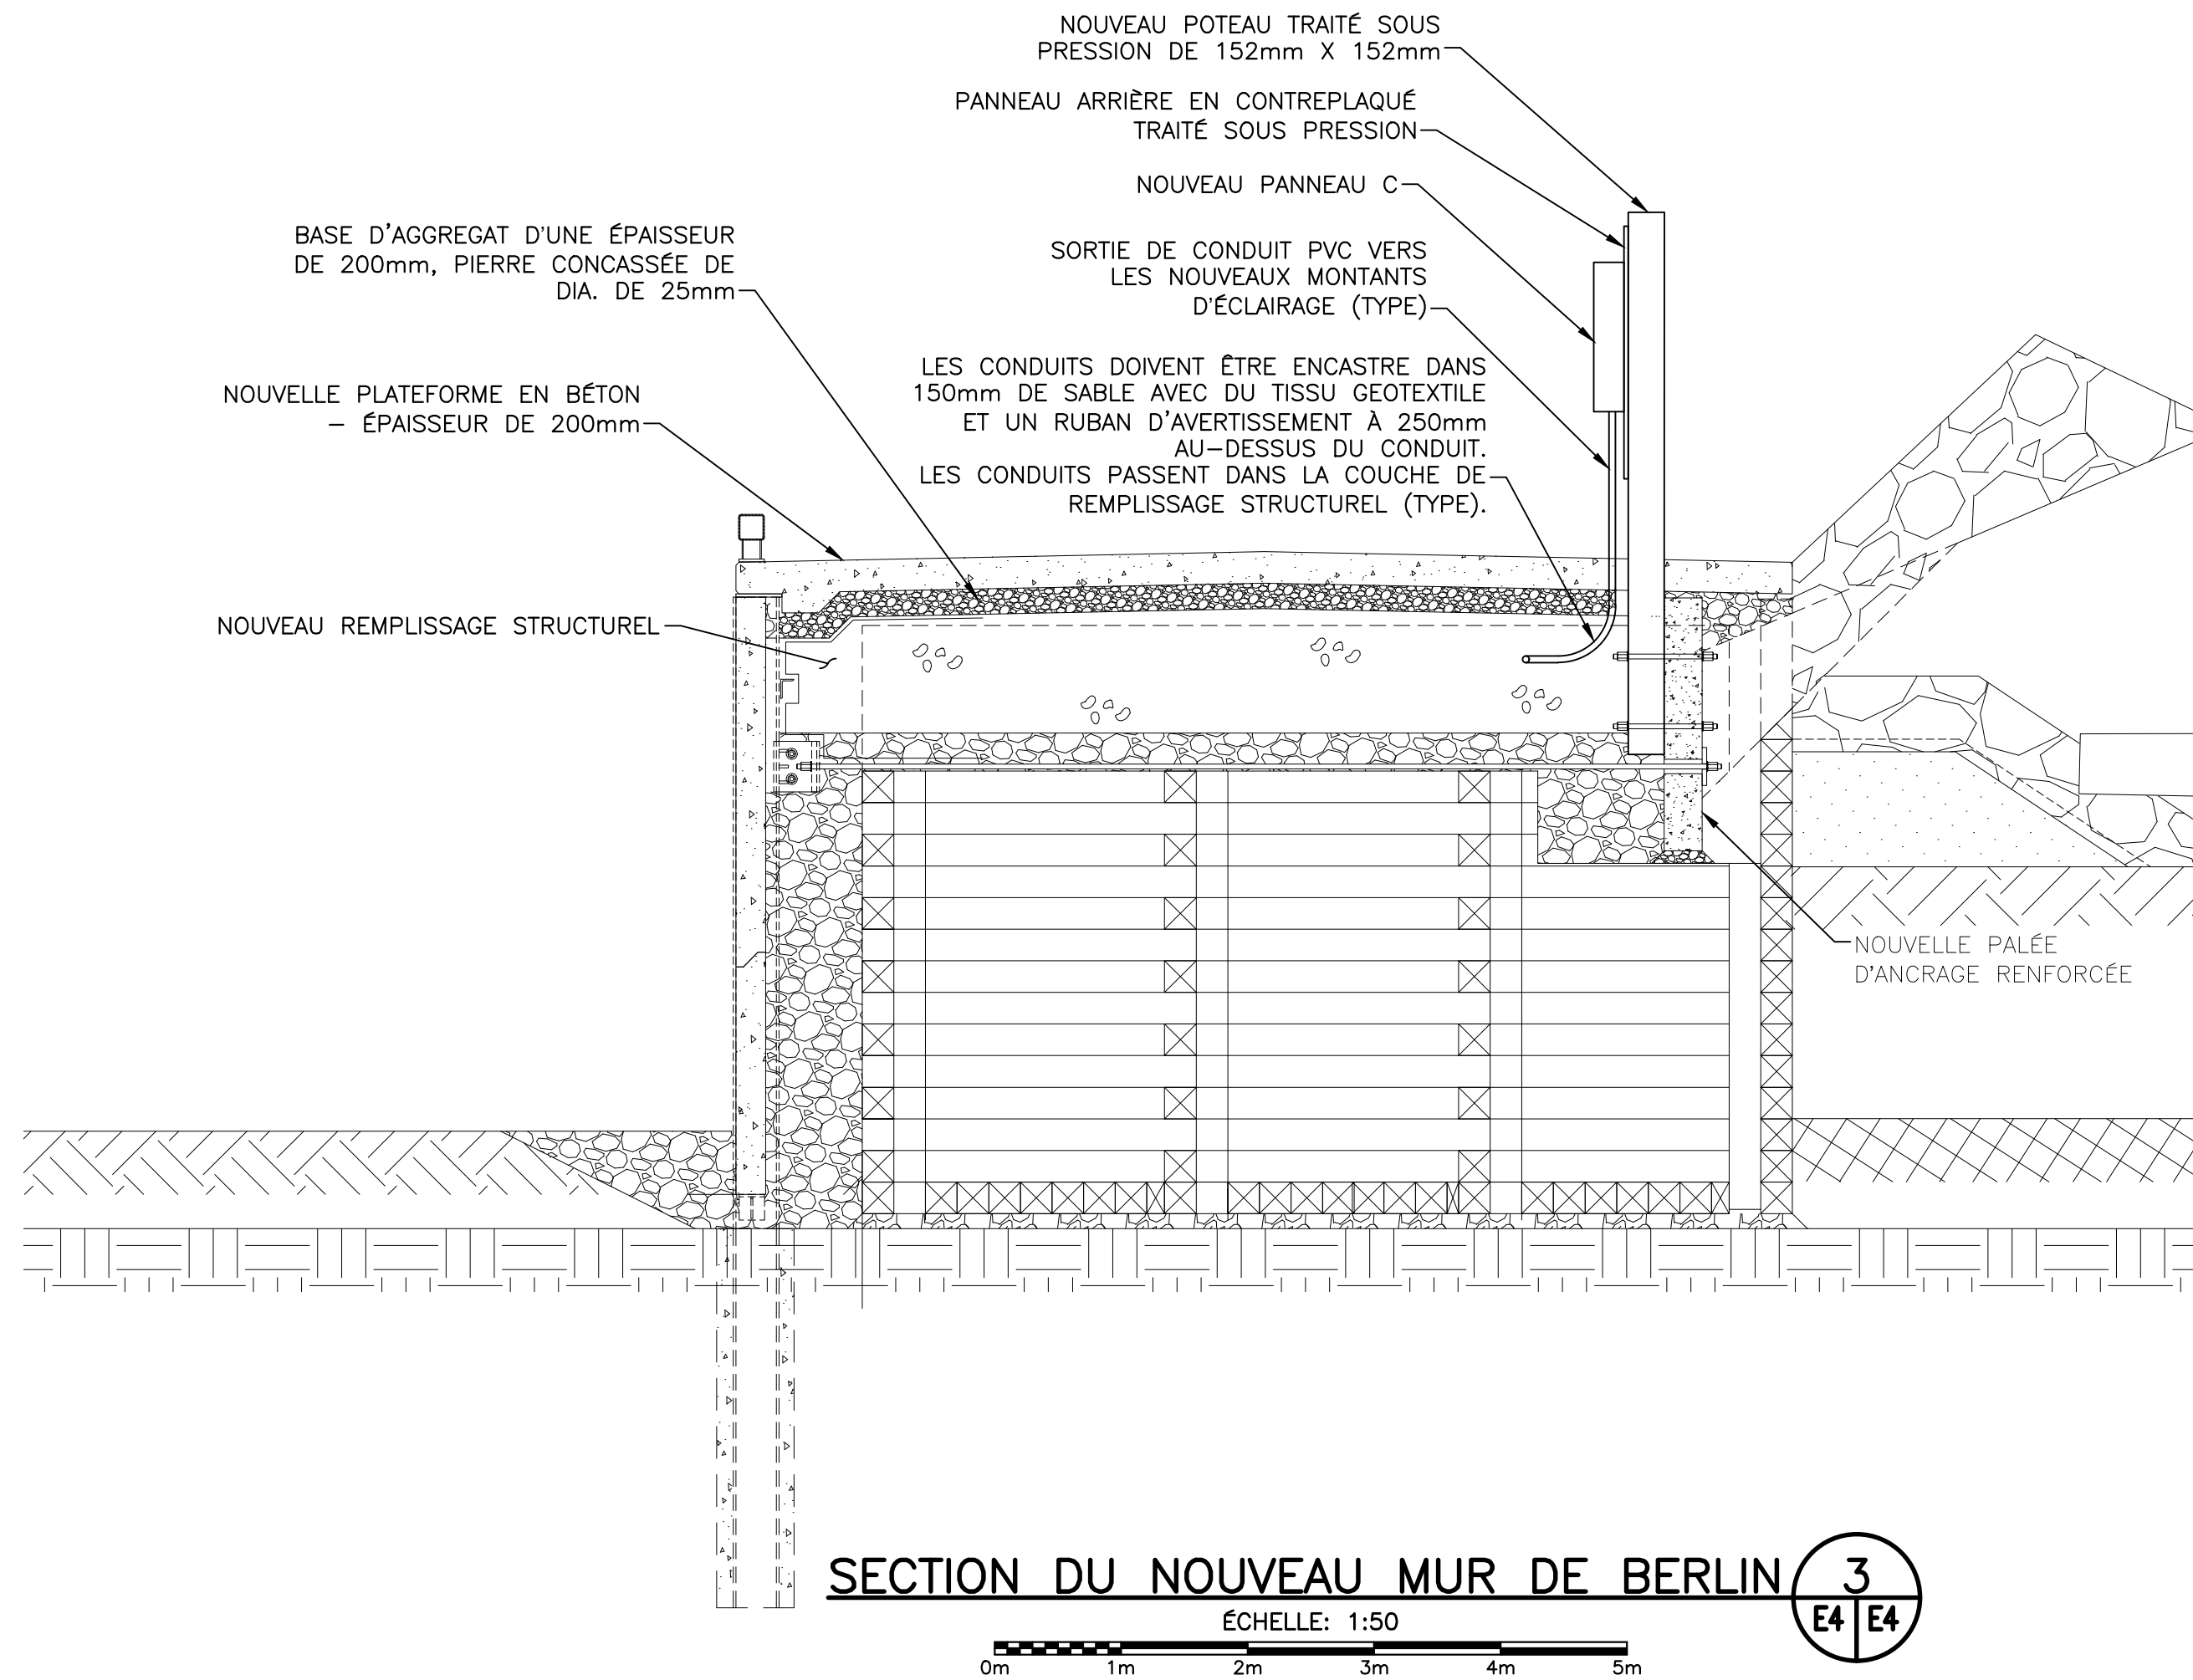 NOUVEAU POTEAU TRAITÉ SOUS
PRESSION DE 152mm X 152mm
PANNEAU ARRIÈRE EN CONTREPLAQUÉ
TRAITÉ SOUS PRESSION
NOUVEAU PANNEAU C
SORTIE DE CONDUIT PVC VERS
LES NOUVEAUX MONTANTS
D'ÉCLAIRAGE (TYPE)
BASE D'AGGREGAT D'UNE ÉPAISSEUR
DE 200mm, PIERRE CONCASSÉE DE
DIA. DE 25mm
LES CONDUITS DOIVENT ÊTRE ENCASTRE DANS
150mm DE SABLE AVEC DU TISSU GEOTEXTILE
ET UN RUBAN D'AVERTISSEMENT À 250mm
AU-DESSUS DU CONDUIT.
LES CONDUITS PASSENT DANS LA COUCHE DE
REMPLISSAGE STRUCTUREL (TYPE).
NOUVELLE PLATEFORME EN BÉTON
- ÉPAISSEUR DE 200mm
NOUVEAU REMPLISSAGE STRUCTUREL
NOUVELLE PALÉE
D'ANCRAGE RENFORCÉE
SECTION DU NOUVEAU MUR DE BERLIN
3
E4 E4
ÉCHELLE: 1:50
0m 1m 2m 3m 4m 5m